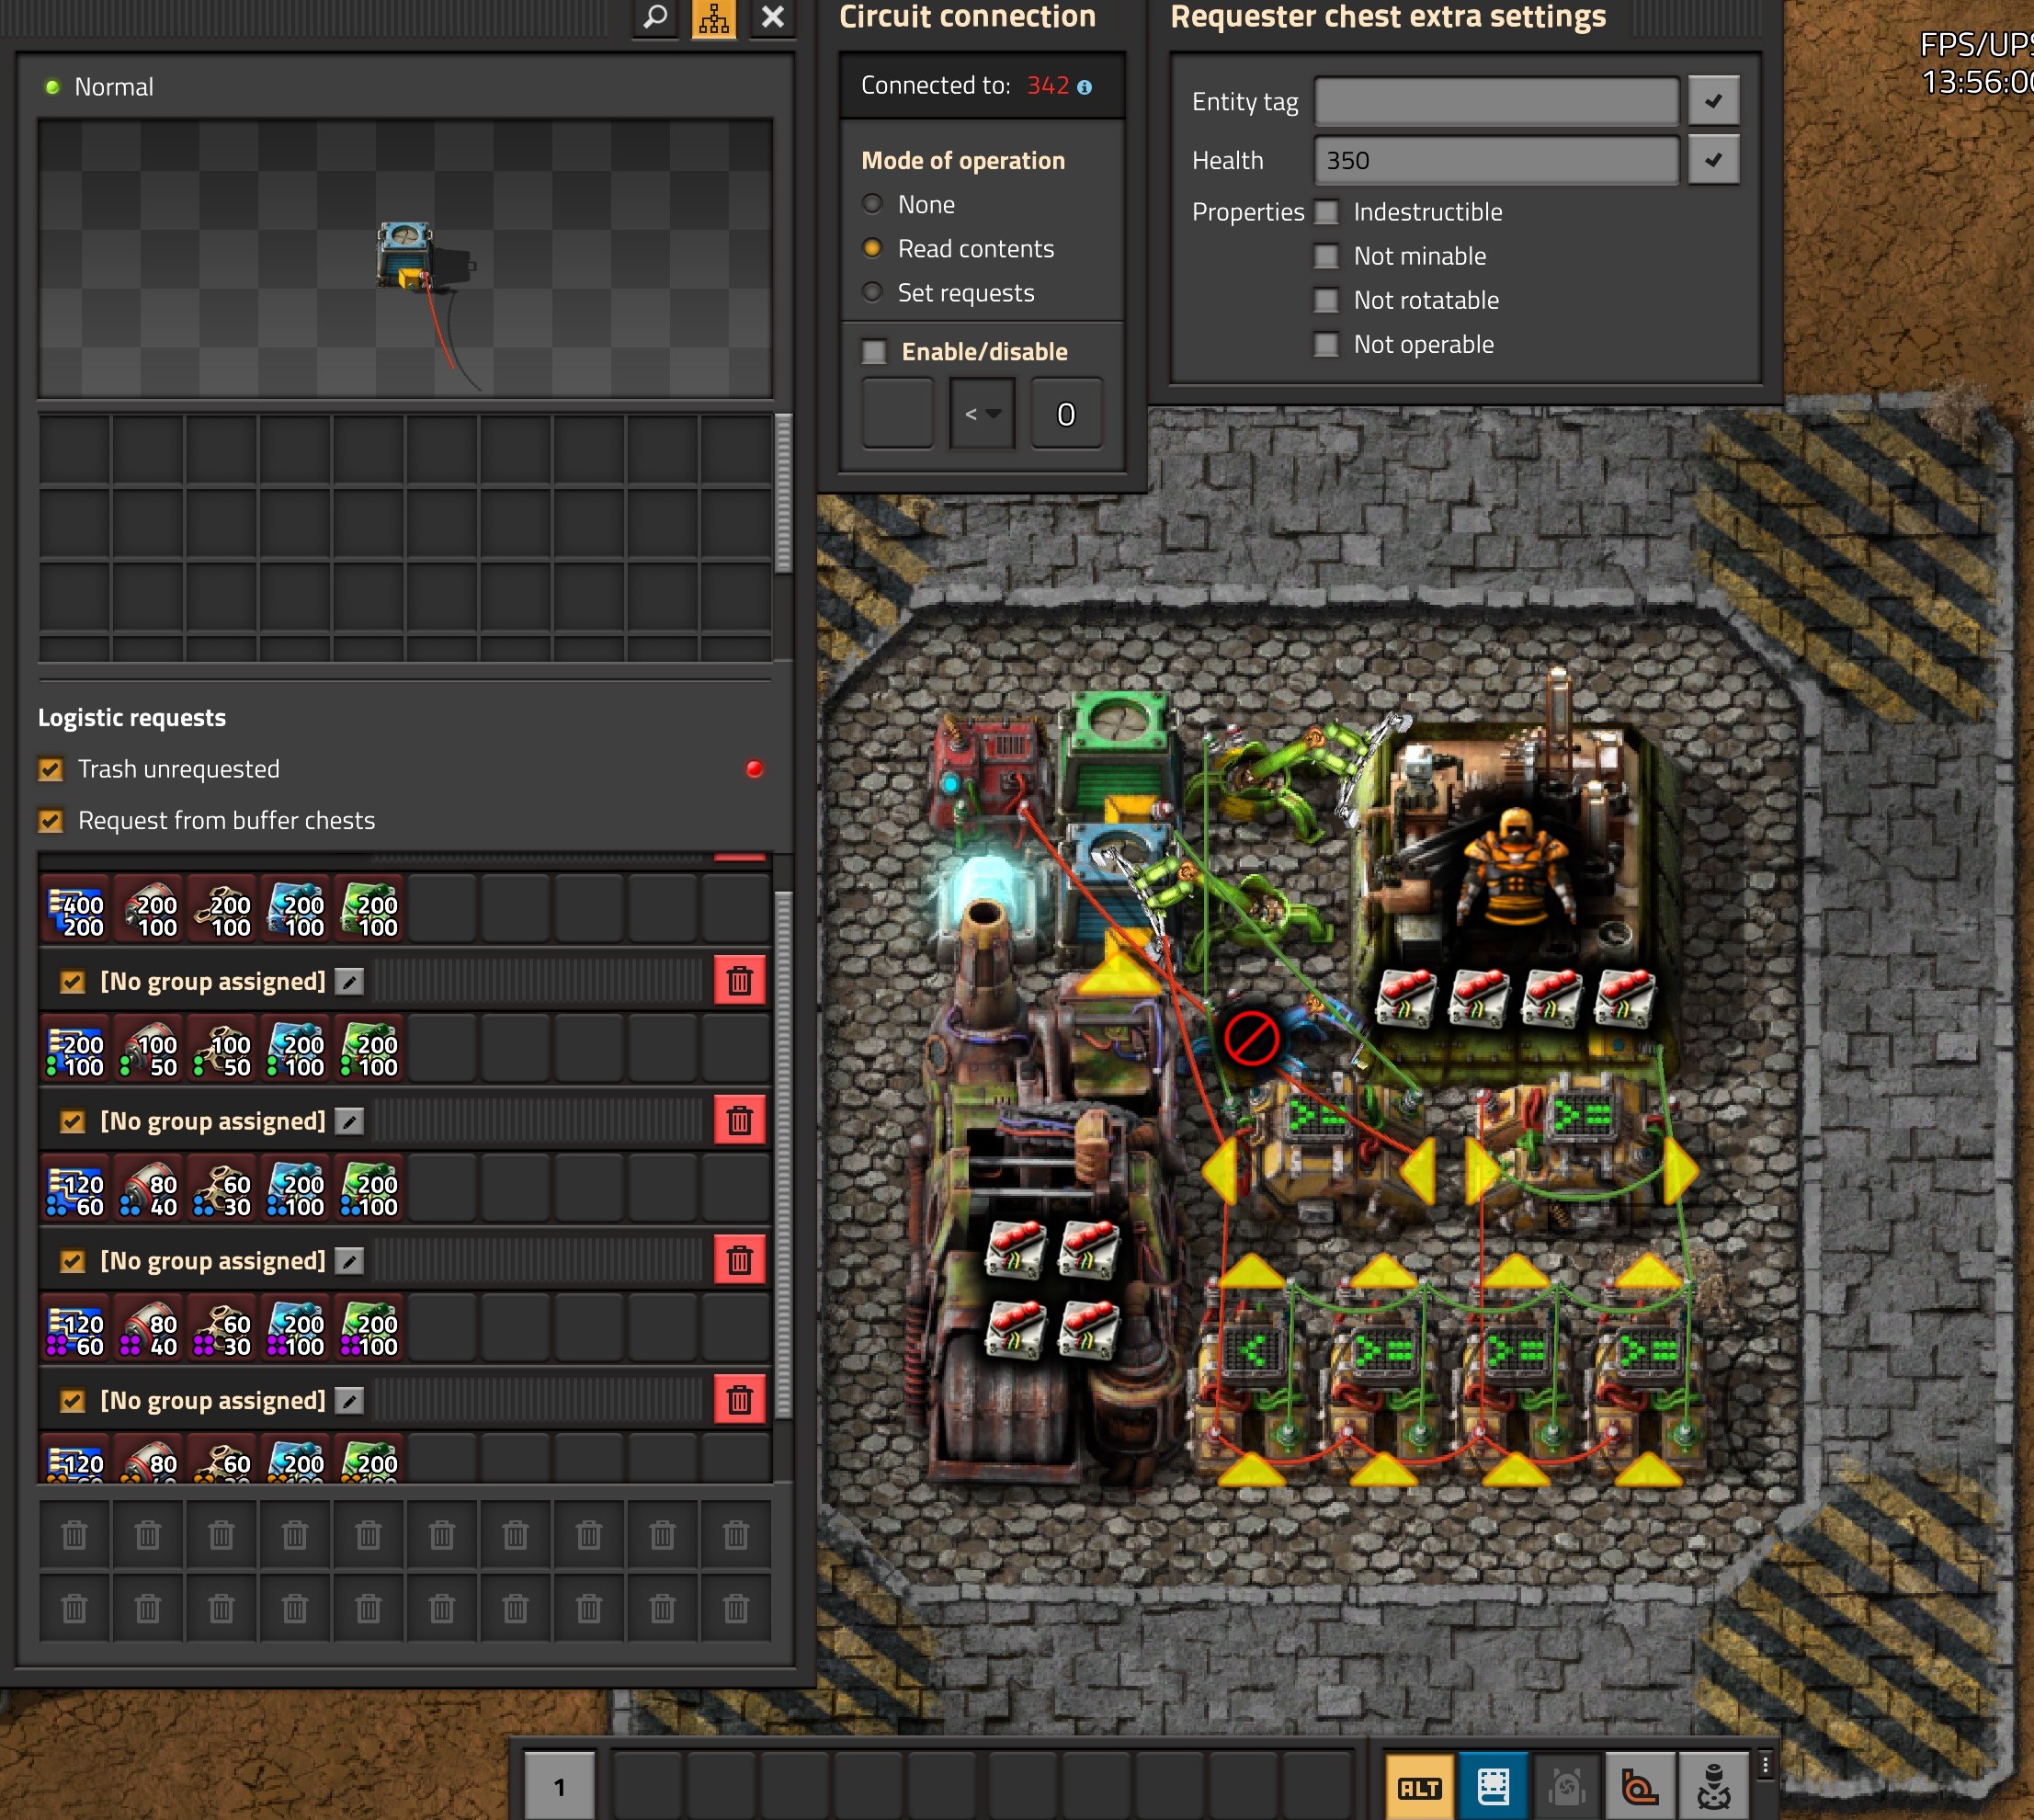 Normal
Logistic requests
Trash unrequested
Request from buffer chests
400 200 200 200 200
200 100 100 100 100
[No group assigned]
200 100 100 200 200
100 50 50 100 100
[No group assigned]
120 80 60 200 200
60 40 30 100 100
[No group assigned]
120 80 60 200 200
60 40 30 100 100
[No group assigned]
120 80 60 200 200
Circuit connection
Connected to: 342
Mode of operation
None
Read contents
Set requests
Enable/disable
< 0
Requester chest extra settings
Entity tag
Health 350
Properties Indestructible
Not minable
Not rotatable
Not operable
FPS/UPS
13:56:00
1
ALT